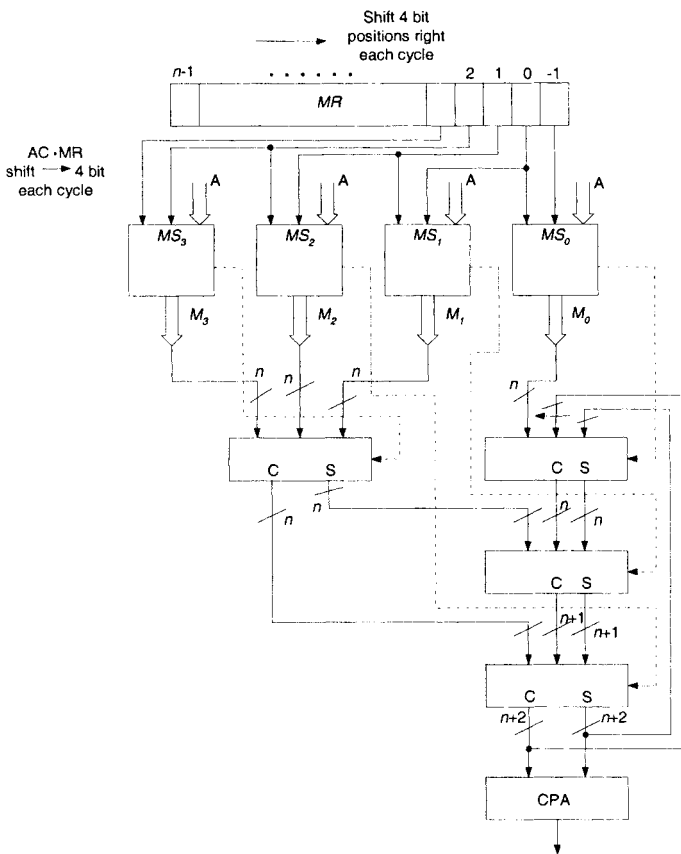 Shift 4 bit
positions right
each cycle
n-1 . . . . . . 2 1 0 -1
MR
AC·MR
shift → 4 bit
each cycle
A A A A
MS3 MS2 MS1 MS0
M3 M2 M1 M0
n n n n
C S C S
n n n n
C S
n+1 n+1
C S
n+2 n+2
CPA